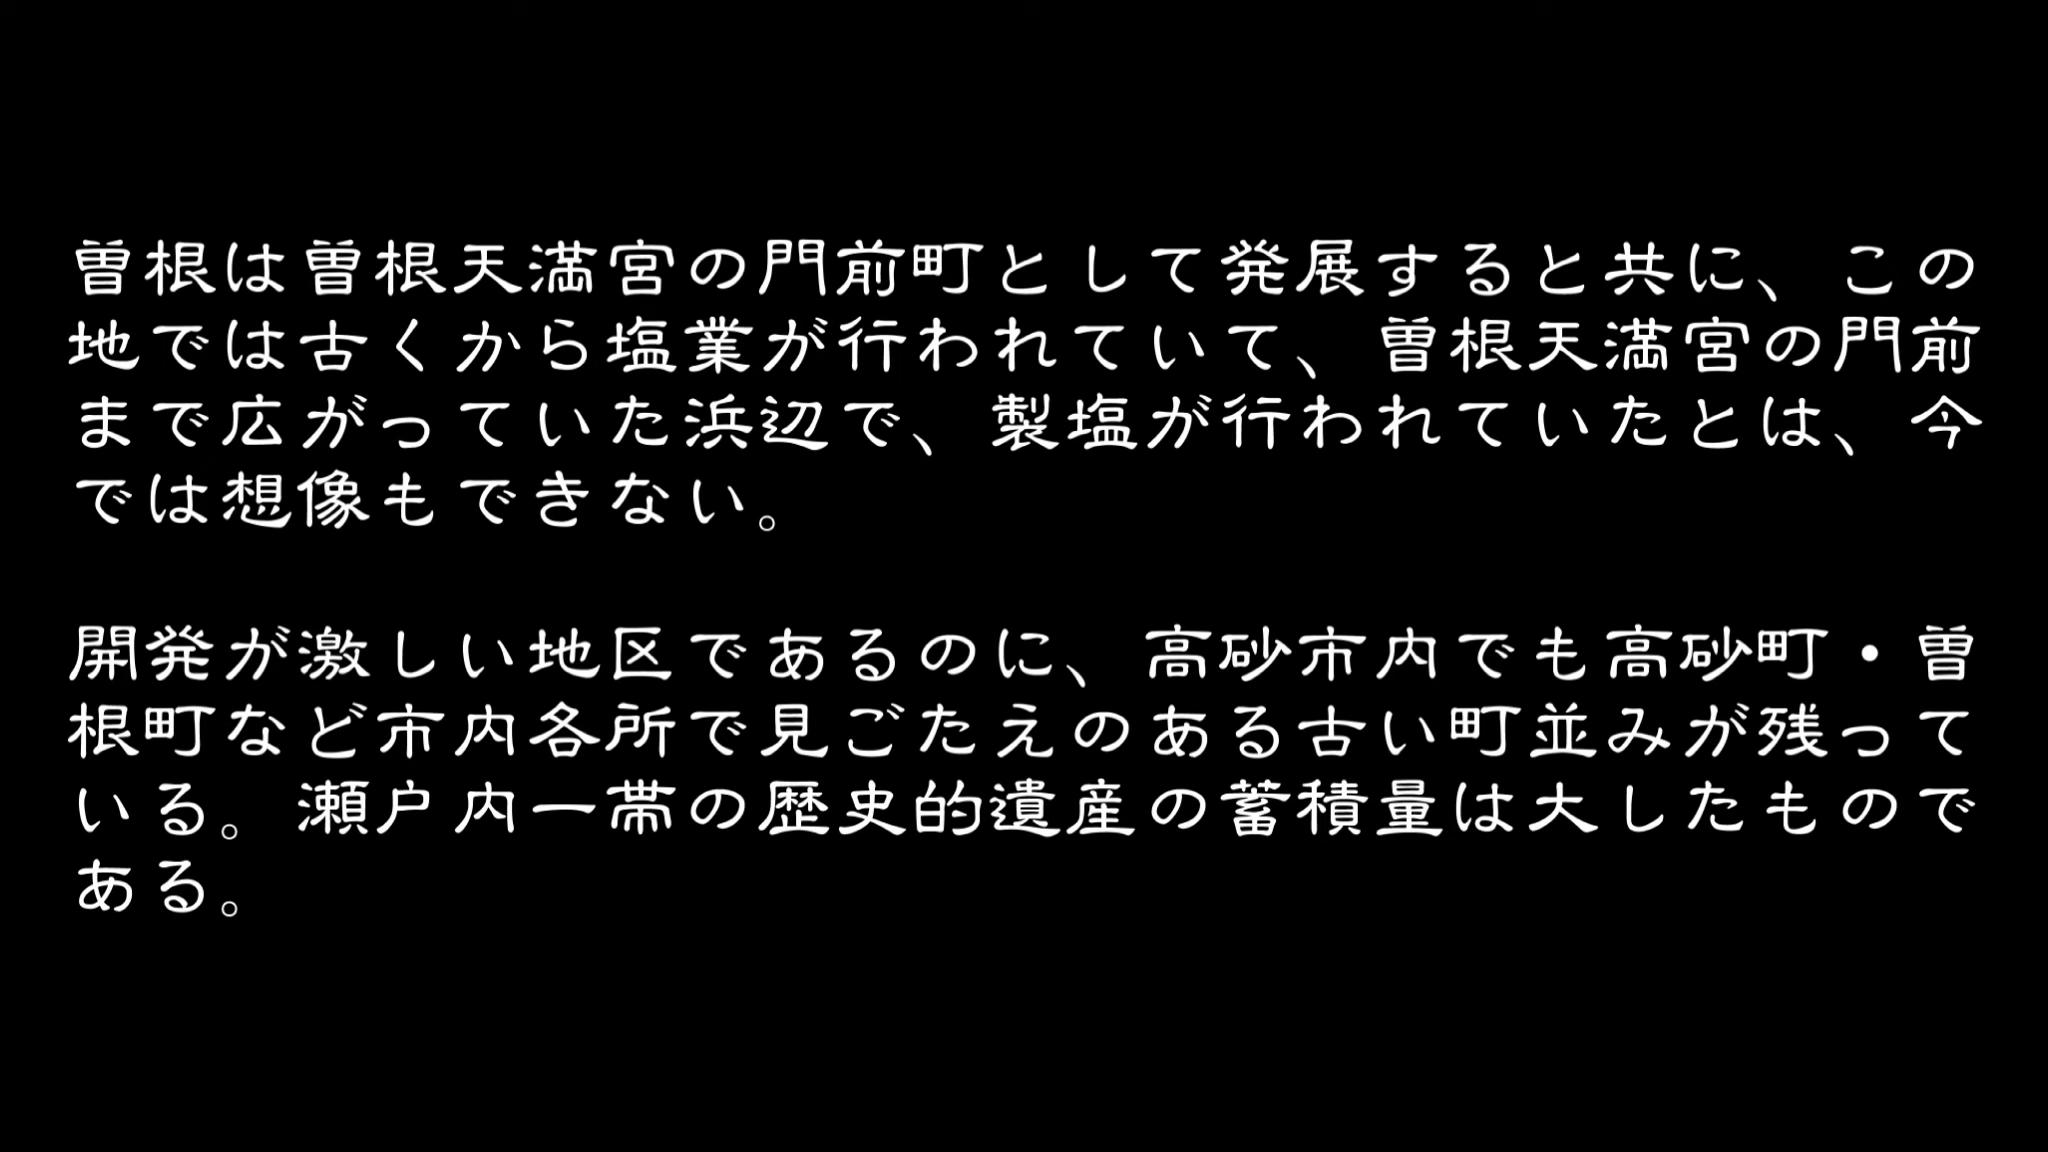 曽根は曽根天満宮の門前町として発展すると共に、この
地では古くから塩業が行われていて、曽根天満宮の門前
まで広がっていた浜辺で、製塩が行われていたとは、今
では想像もできない。
開発が激しい地区であるのに、高砂市内でも高砂町・曽
根町など市内各所で見ごたえのある古い町並みが残って
いる。瀬戸内一帯の歴史的遺産の蓄積量は大したもので
ある。